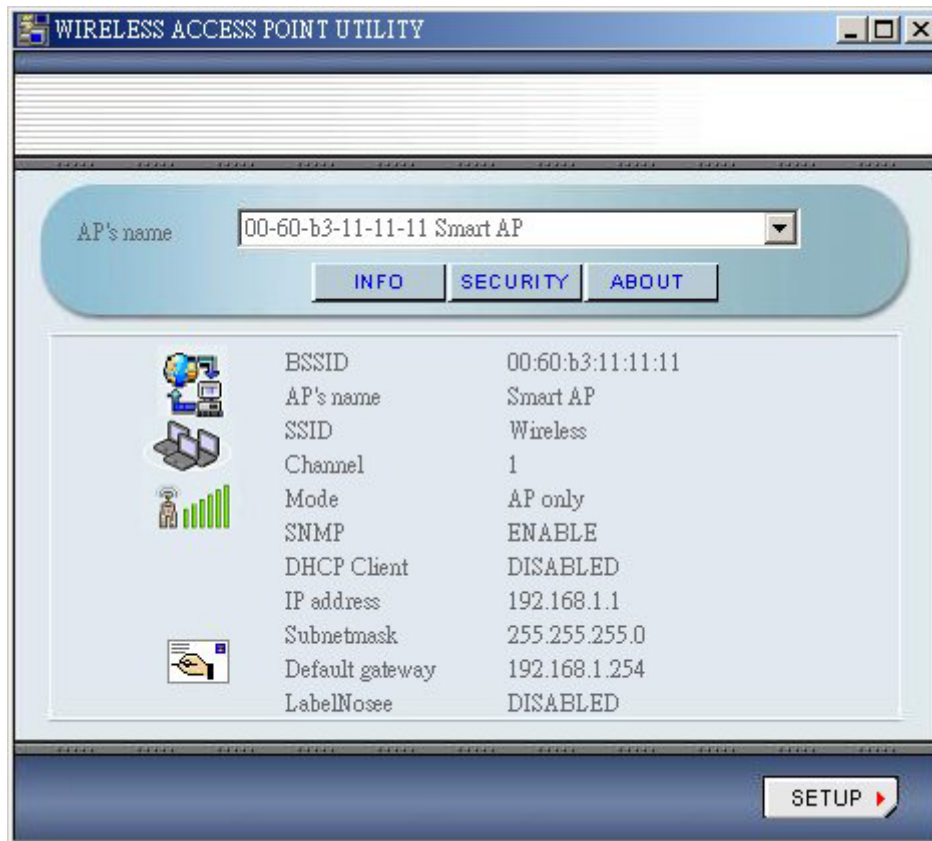 WIRELESS ACCESS POINT UTILITY
AP's name 00-60-b3-11-11-11 Smart AP
INFO SECURITY ABOUT
BSSID 00:60:b3:11:11:11
AP's name Smart AP
SSID Wireless
Channel 1
Mode AP only
SNMP ENABLE
DHCP Client DISABLED
IP address 192.168.1.1
Subnetmask 255.255.255.0
Default gateway 192.168.1.254
LabelNosee DISABLED
SETUP